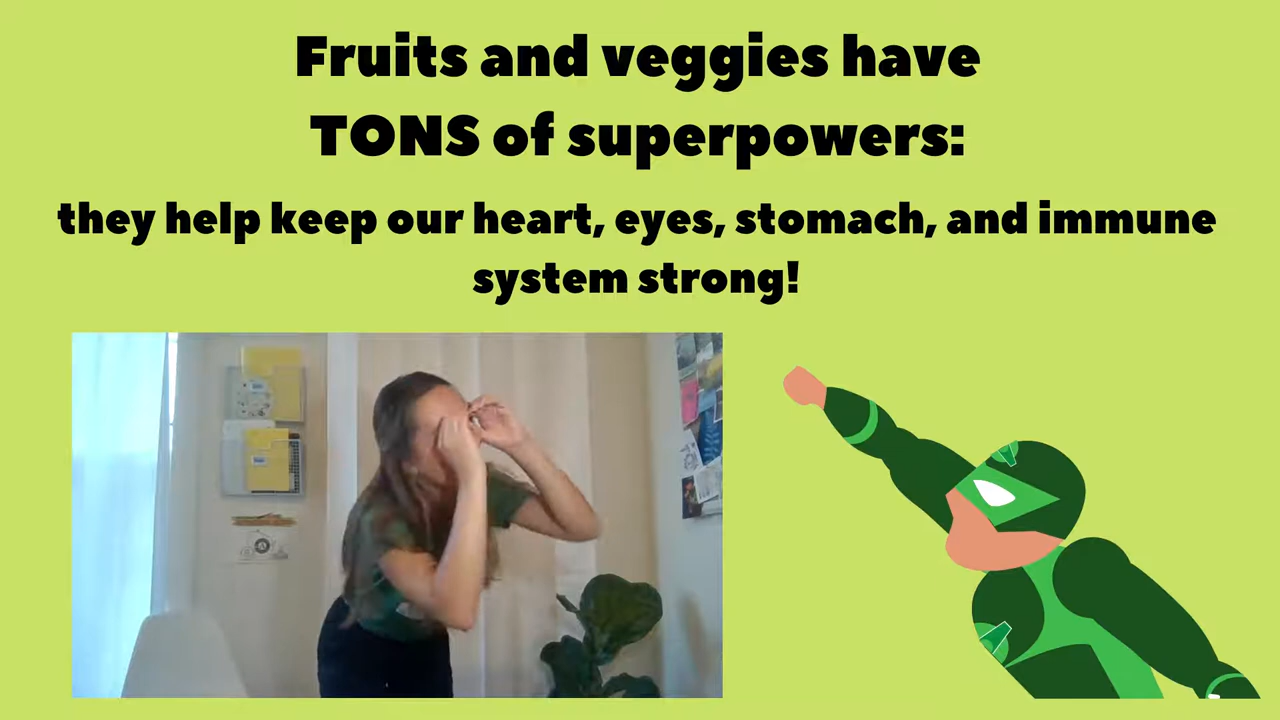 Fruits and veggies have
TONS of superpowers:
they help keep our heart, eyes, stomach, and immune
system strong!